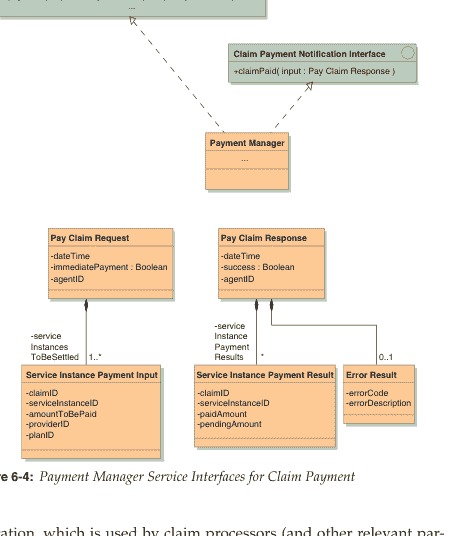 ...
Claim Payment Notification Interface
+claimPaid( input : Pay Claim Response )
Payment Manager
...
Pay Claim Request
-dateTime
-immediatePayment : Boolean
-agentID
Pay Claim Response
-dateTime
-success : Boolean
-agentID
-service
Instances
ToBeSettled
1..*
-service
Instance
Payment
Results
*
0..1
Service Instance Payment Input
-claimID
-serviceInstanceID
-amountToBePaid
-providerID
-planID
Service Instance Payment Result
-claimID
-serviceInstanceID
-paidAmount
-pendingAmount
Error Result
-errorCode
-errorDescription
e 6-4: Payment Manager Service Interfaces for Claim Payment
ation, which is used by claim processors (and other relevant par-